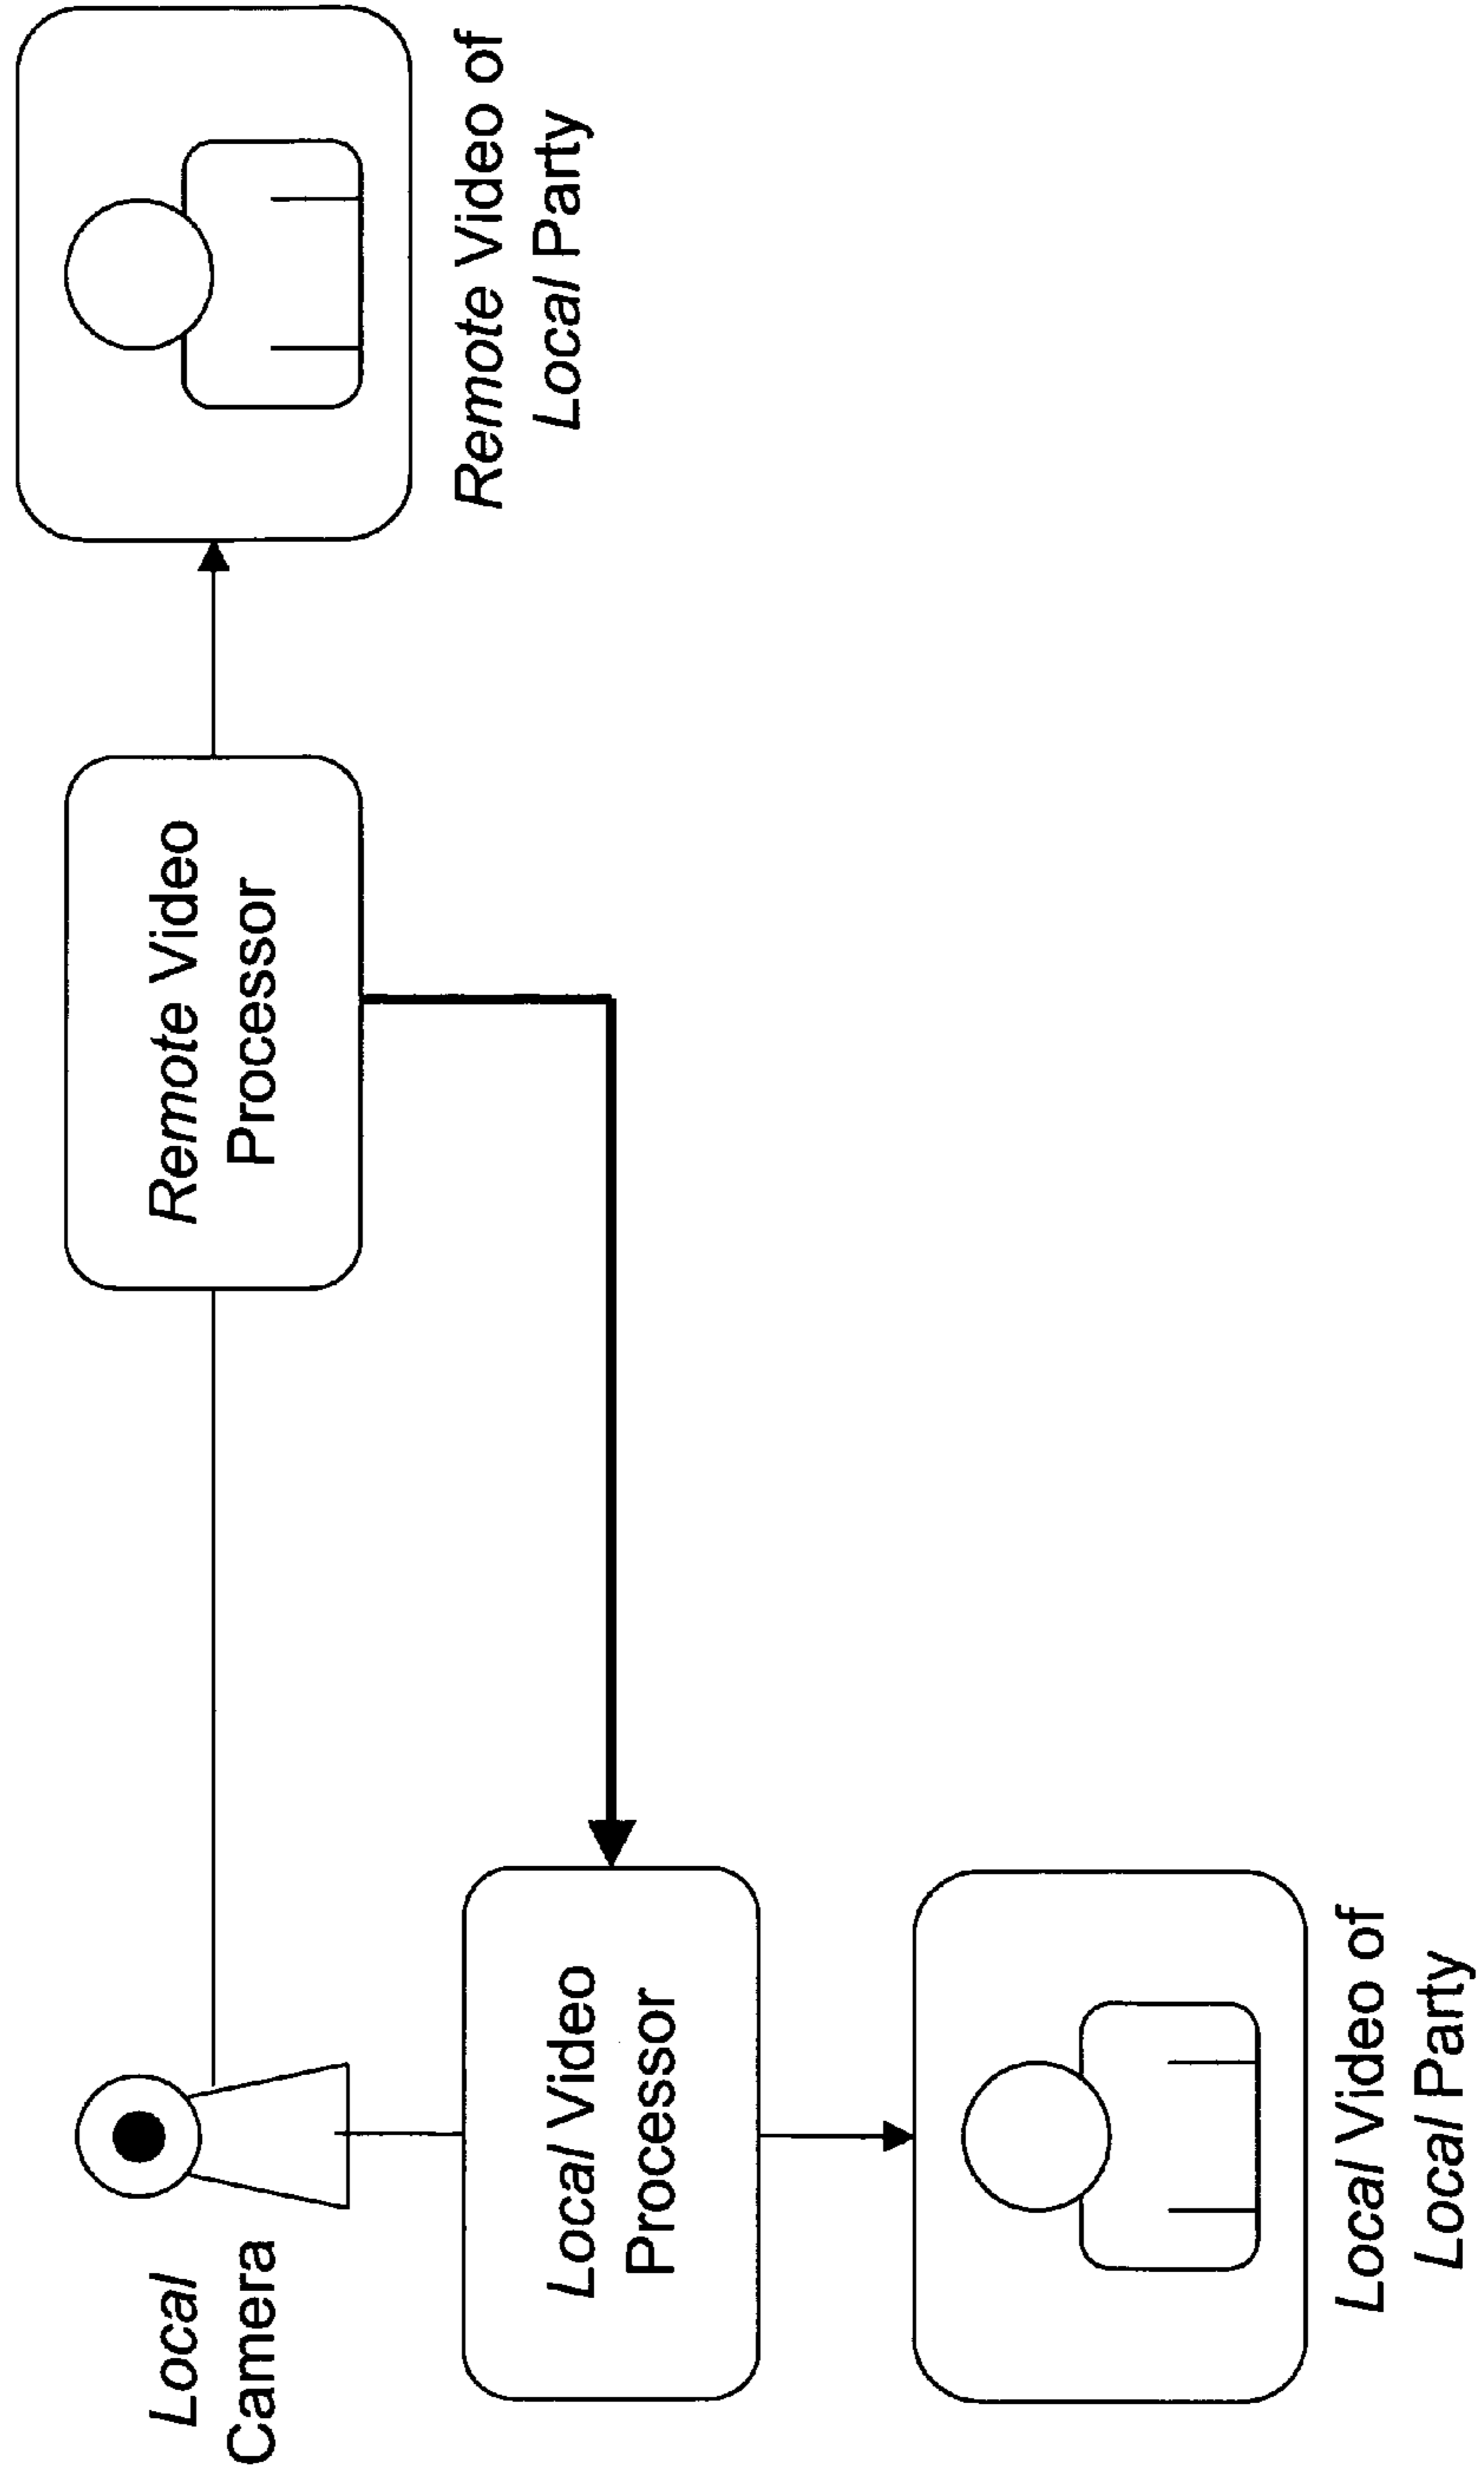 Local
Camera
Remote Video
Processor
Remote Video of
Local Party
Local Video
Processor
Local Video of
Local Party